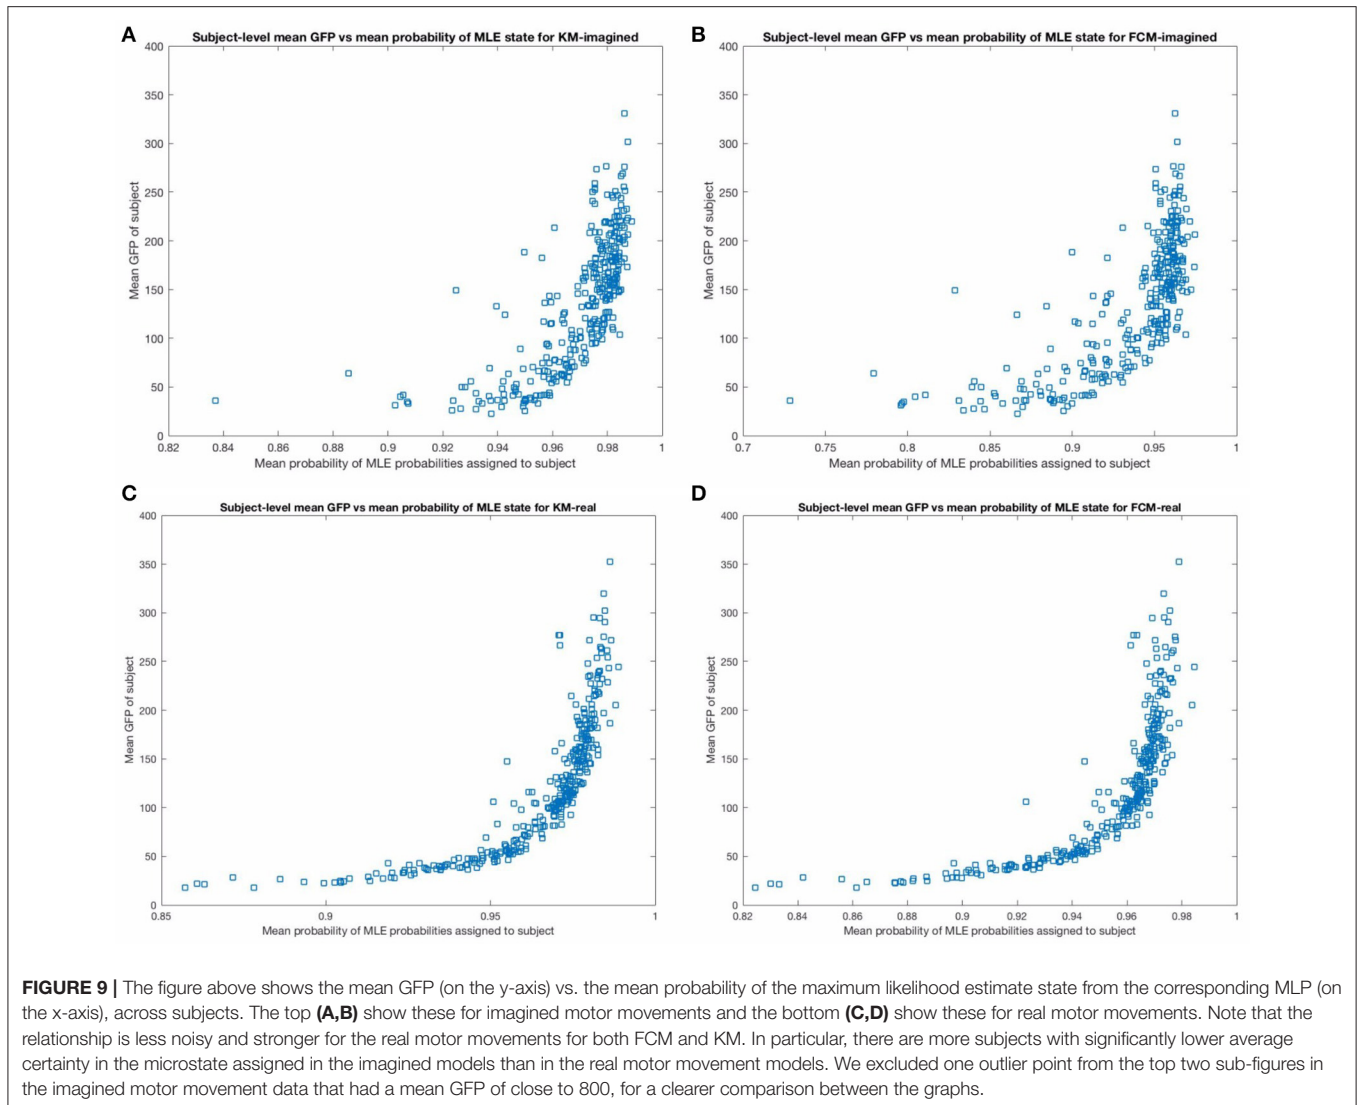 A
Subject-level mean GFP vs mean probability of MLE state for KM-imagined
400
350
300
250
200
150
100
50
0
Mean GFP of subject
0.82 0.84 0.86 0.88 0.9 0.92 0.94 0.96 0.98 1
Mean probability of MLE probabilities assigned to subject
B
Subject-level mean GFP vs mean probability of MLE state for FCM-imagined
400
350
300
250
200
150
100
50
0
Mean GFP of subject
0.7 0.75 0.8 0.85 0.9 0.95 1
Mean probability of MLE probabilities assigned to subject
C
Subject-level mean GFP vs mean probability of MLE state for KM-real
400
350
300
250
200
150
100
50
0
Mean GFP of subject
0.85 0.9 0.95 1
Mean probability of MLE probabilities assigned to subject
D
Subject-level mean GFP vs mean probability of MLE state for FCM-real
400
350
300
250
200
150
100
50
0
Mean GFP of subject
0.82 0.84 0.86 0.88 0.9 0.92 0.94 0.96 0.98 1
Mean probability of MLE probabilities assigned to subject
FIGURE 9 | The figure above shows the mean GFP (on the y-axis) vs. the mean probability of the maximum likelihood estimate state from the corresponding MLP (on
the x-axis), across subjects. The top (A,B) show these for imagined motor movements and the bottom (C,D) show these for real motor movements. Note that the
relationship is less noisy and stronger for the real motor movements for both FCM and KM. In particular, there are more subjects with significantly lower average
certainty in the microstate assigned in the imagined models than in the real motor movement models. We excluded one outlier point from the top two sub-figures in
the imagined motor movement data that had a mean GFP of close to 800, for a clearer comparison between the graphs.